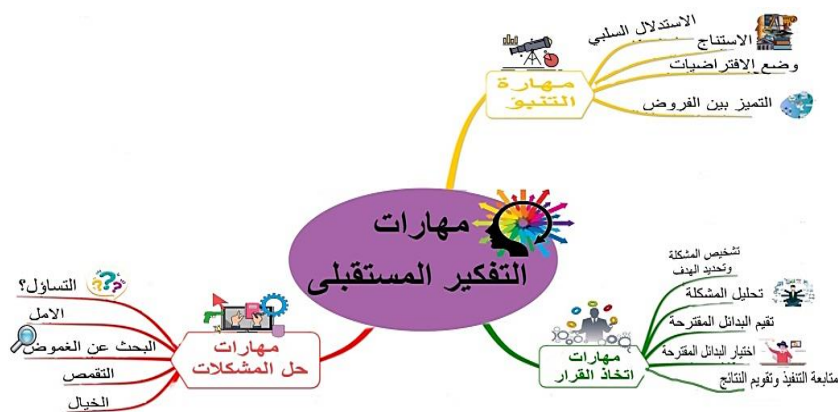 مهارات
التفكير المستقبلى
مهارة
التنبؤ
الاستدلال السلبي
الاستناج
وضع الافتراضيات
التميز بين الفروض
مهارات
اتخاذ القرار
تشخيص المشكلة
وتحديد الهدف
تحليل المشكلة
تقيم البدائل المقترحة
اختيار البدائل المقترحة
متابعة التنفيذ وتقويم النتائج
مهارات
حل المشكلات
التساؤل؟
الامل
البحث عن الغموض
التقمص
الخيال